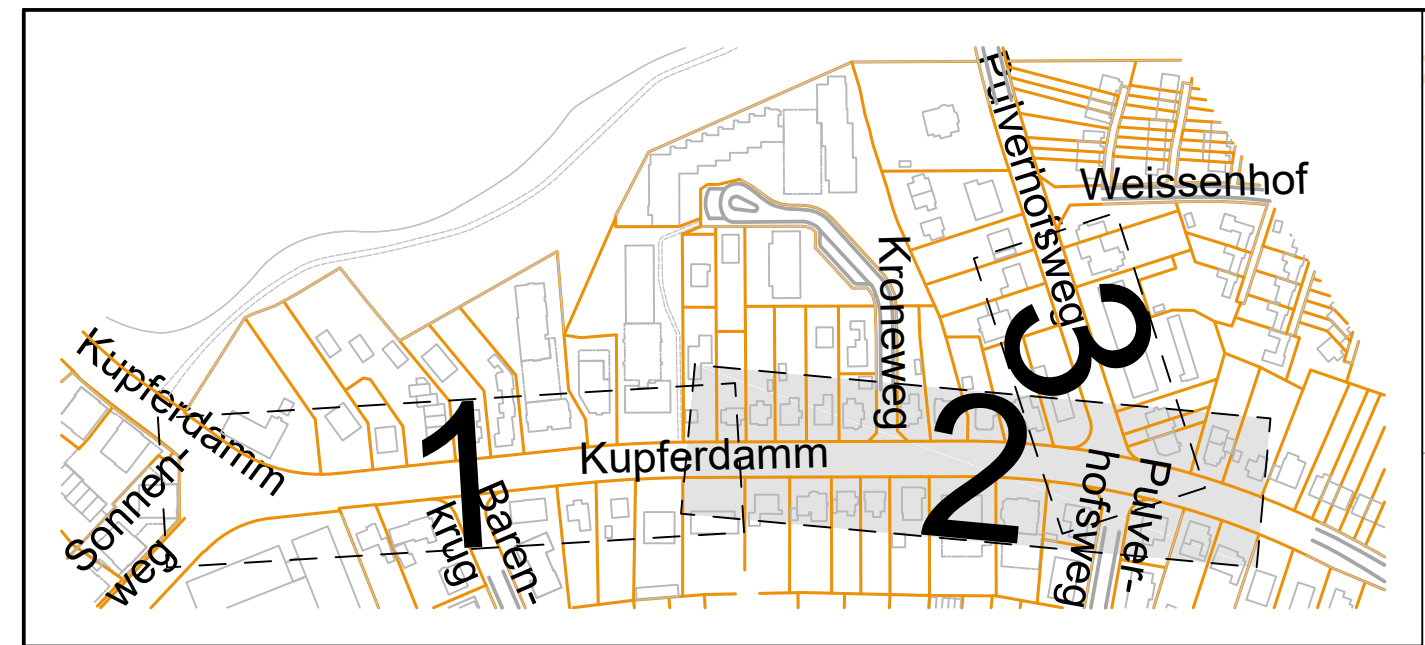 Pulverhofsweg
Weissenhof
Kroneweg
3
Kupferdamm
Sonnen-
weg
1
Kupferdamm
2
Baren-
krug
Pulver-
hofsweg